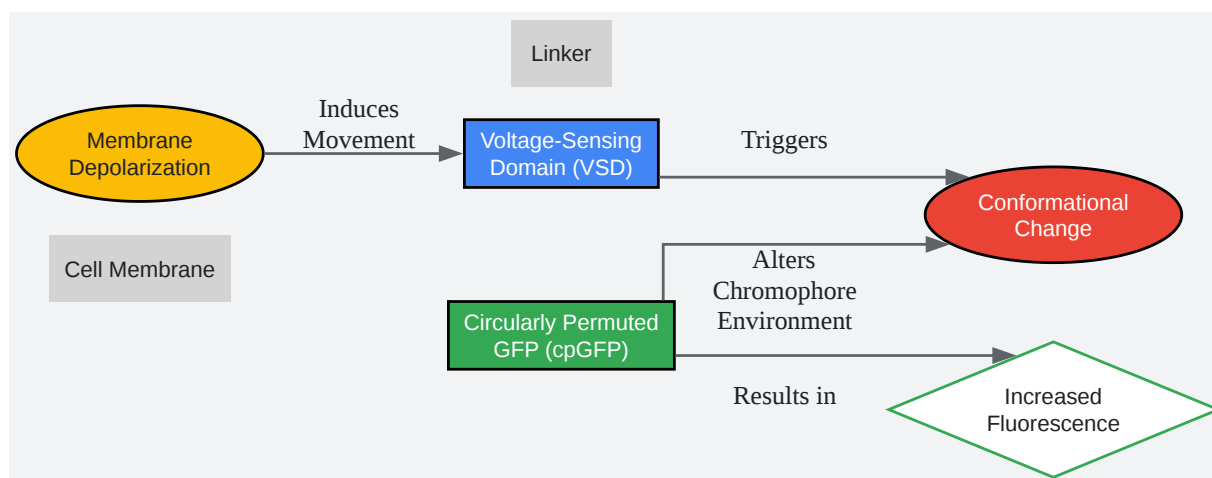 Linker
Induces
Movement
Membrane
Depolarization
Voltage-Sensing
Domain (VSD)
Triggers
Conformational
Change
Cell Membrane
Alters
Chromophore
Environment
Circularly Permuted
GFP (cpGFP)
Results in
Increased
Fluorescence